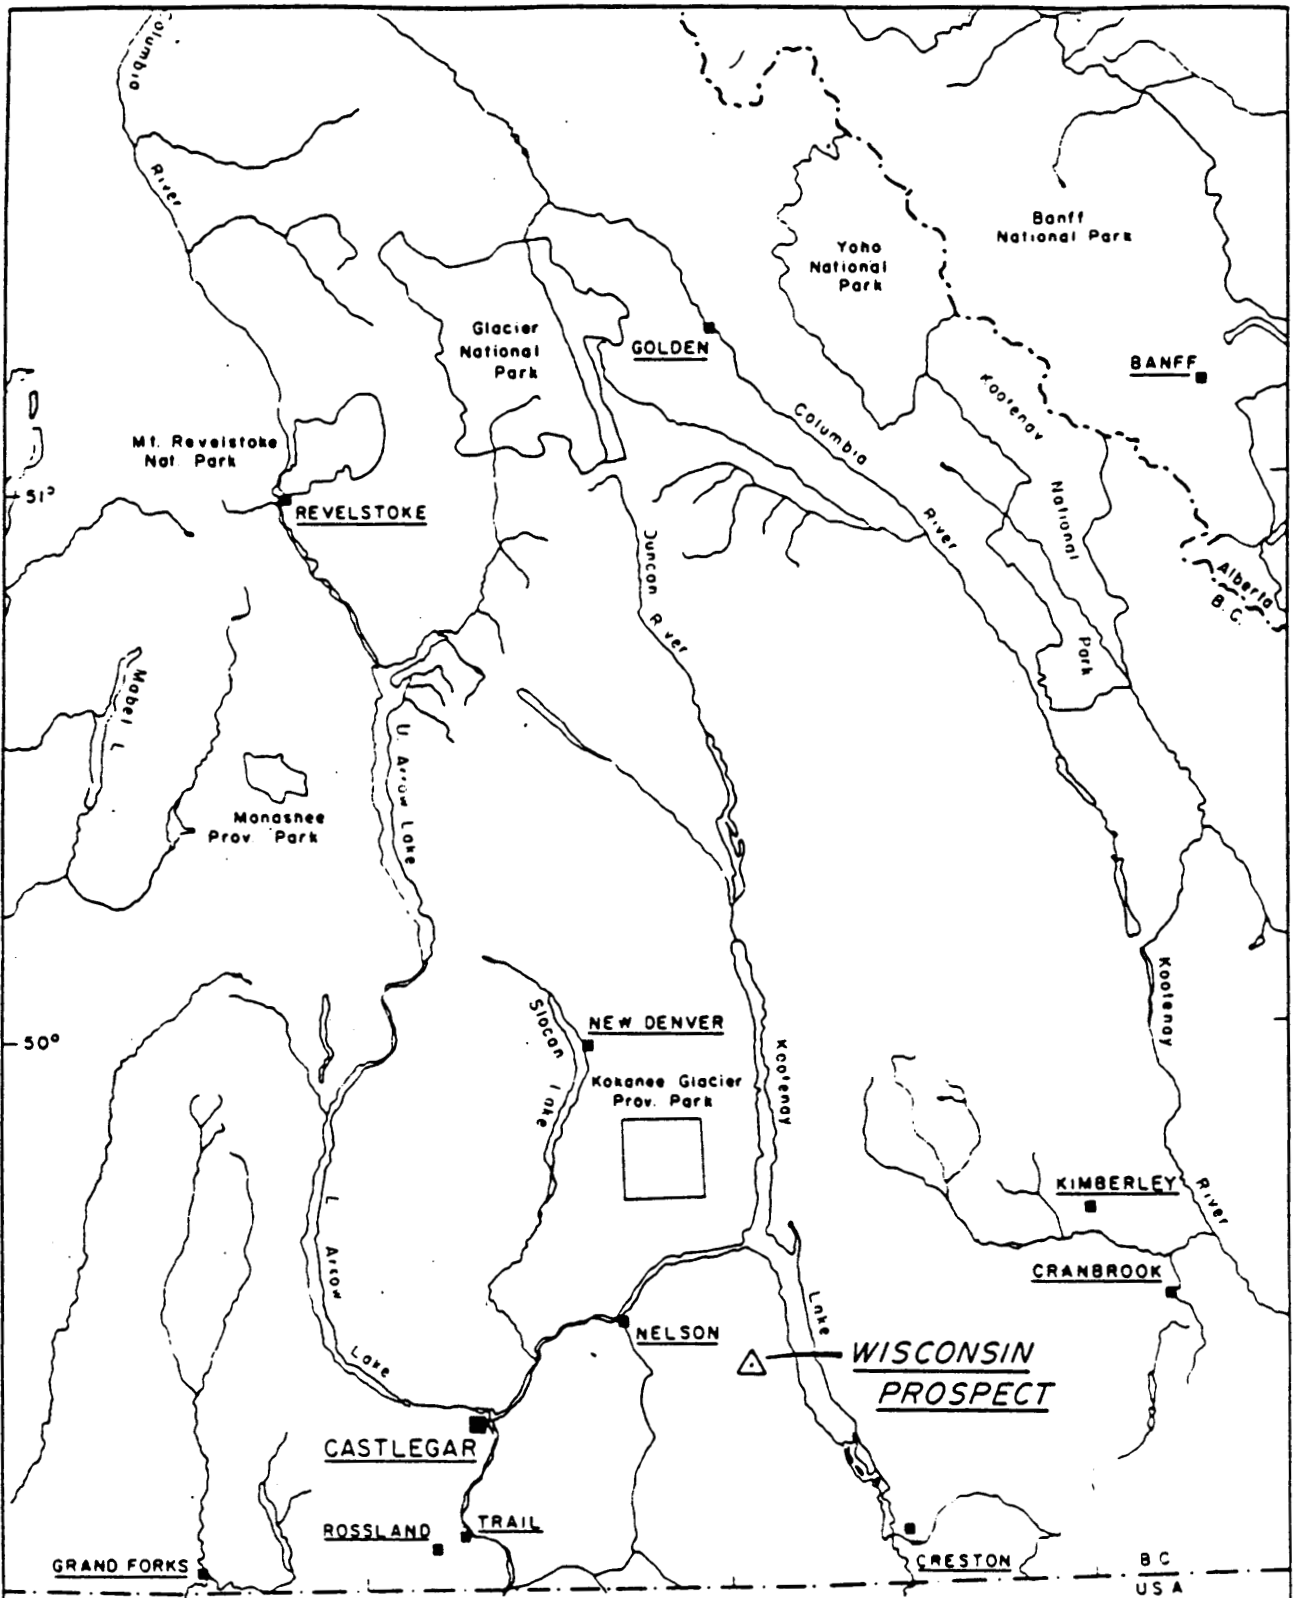 olumbia
River
Banff
National Park
Yoho
National
Park
Glacier
National
Park
GOLDEN
BANFF
Kootenay
National
Park
Columbia
River
Mt. Revelstoke
Nat. Park
51°
REVELSTOKE
Duncan
River
Alberta
B.C.
Mabel L
U. Arrow Lake
Monashee
Prov. Park
Slocan
Lake
NEW DENVER
50°
Kokanee Glacier
Prov. Park
Kootenay
Lake
Kootenay
River
KIMBERLEY
CRANBROOK
L
Arrow
Lake
NELSON
WISCONSIN
PROSPECT
CASTLEGAR
ROSSLAND
TRAIL
GRAND FORKS
CRESTON
B C
U S A